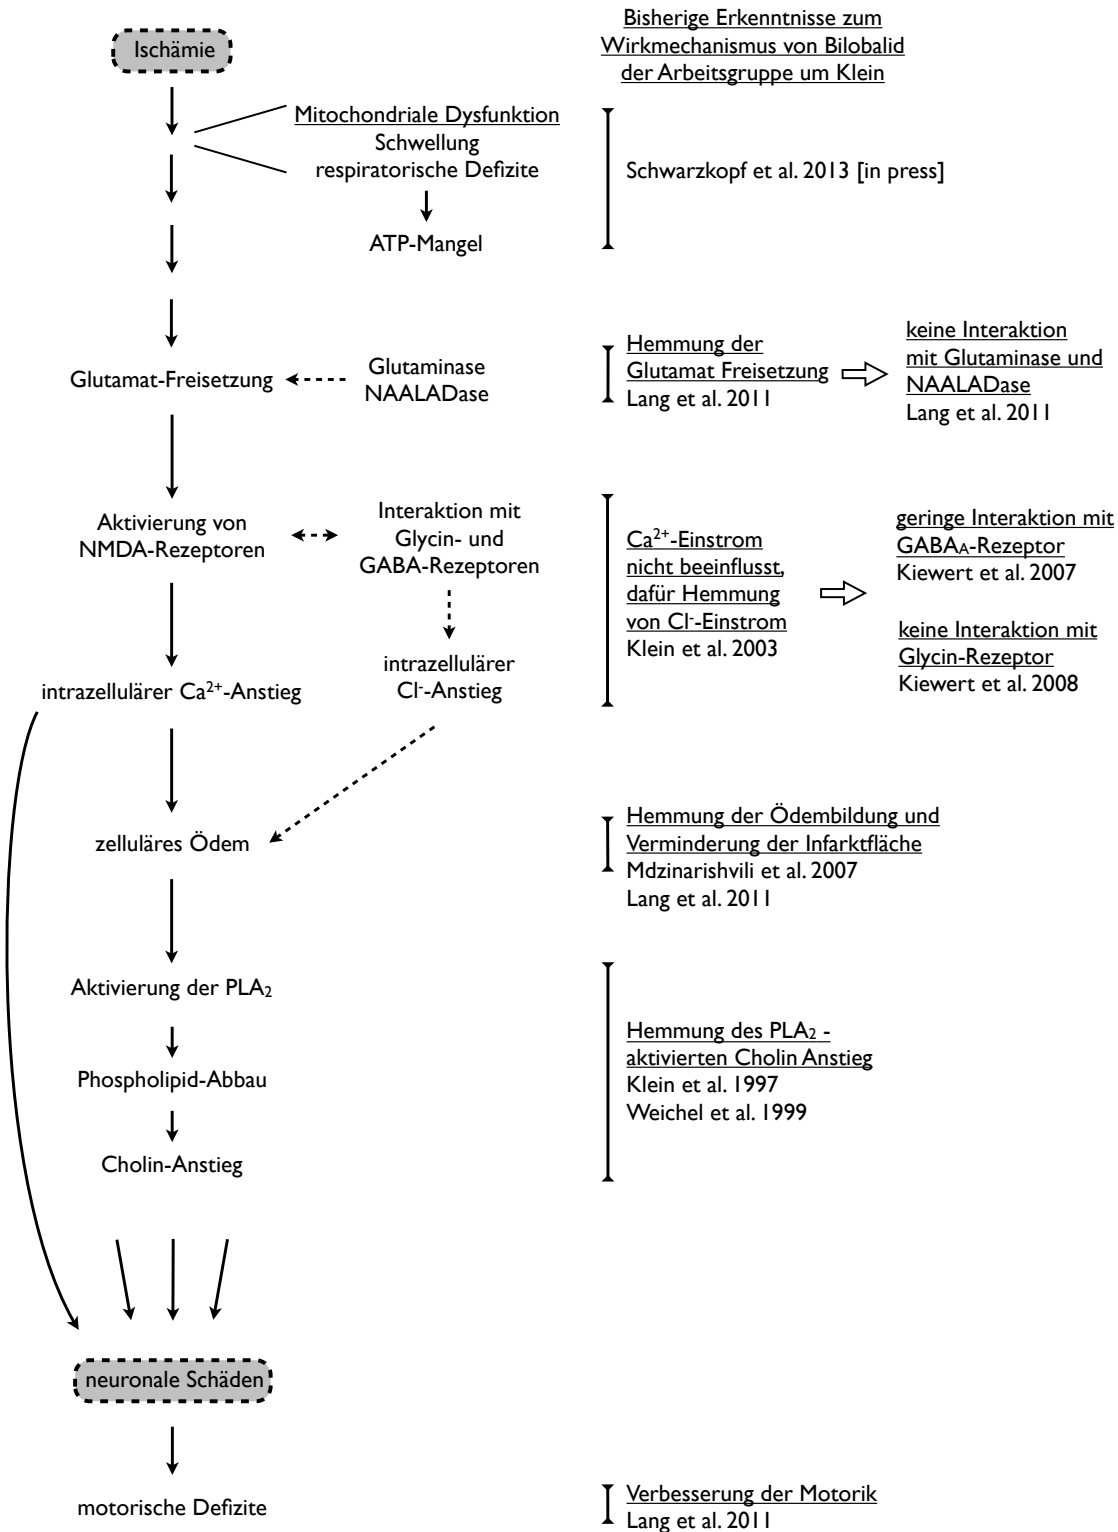 Ischämie
Bisherige Erkenntnisse zum
Wirkmechanismus von Bilobalid
der Arbeitsgruppe um Klein
Mitochondriale Dysfunktion
Schwellung
respiratorische Defizite
ATP-Mangel
Schwarzkopf et al. 2013 [in press]
Glutamat-Freisetzung
Glutaminase
NAALADase
Hemmung der
Glutamat Freisetzung
Lang et al. 2011
keine Interaktion
mit Glutaminase und
NAALADase
Lang et al. 2011
Aktivierung von
NMDA-Rezeptoren
Interaktion mit
Glycin- und
GABA-Rezeptoren
Ca²⁺-Einstrom
nicht beeinflusst,
dafür Hemmung
von Cl⁻-Einstrom
Klein et al. 2003
geringe Interaktion mit
GABAA-Rezeptor
Kiewert et al. 2007
keine Interaktion mit
Glycin-Rezeptor
Kiewert et al. 2008
intrazellulärer Ca²⁺-Anstieg
intrazellulärer
Cl⁻-Anstieg
zelluläres Ödem
Hemmung der Ödembildung und
Verminderung der Infarktfläche
Mdzinarishvili et al. 2007
Lang et al. 2011
Aktivierung der PLA₂
Phospholipid-Abbau
Cholin-Anstieg
Hemmung des PLA₂ -
aktivierten Cholin Anstieg
Klein et al. 1997
Weichel et al. 1999
neuronale Schäden
motorische Defizite
Verbesserung der Motorik
Lang et al. 2011